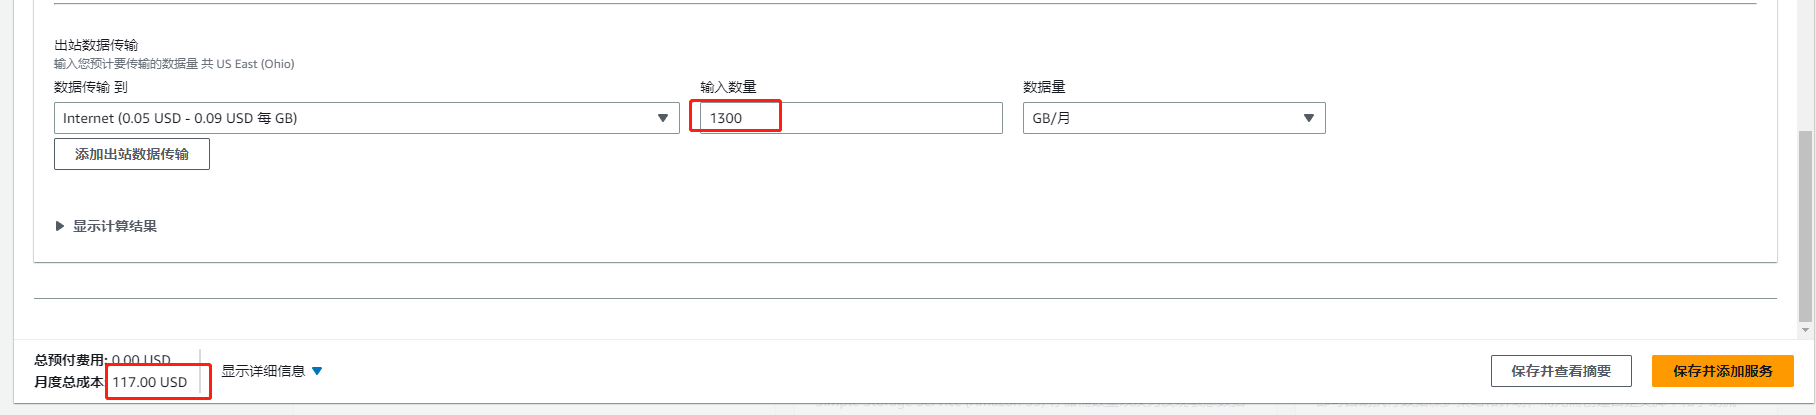 出站数据传输
输入您预计要传输的数据量 共 US East (Ohio)
数据传输 到
输入数量
数据量
Internet (0.05 USD - 0.09 USD 每 GB)
1300
GB/月
添加出站数据传输
显示计算结果
总预付费用: 0.00 USD
月度总成本: 117.00 USD
显示详细信息
保存并查看摘要
保存并添加服务